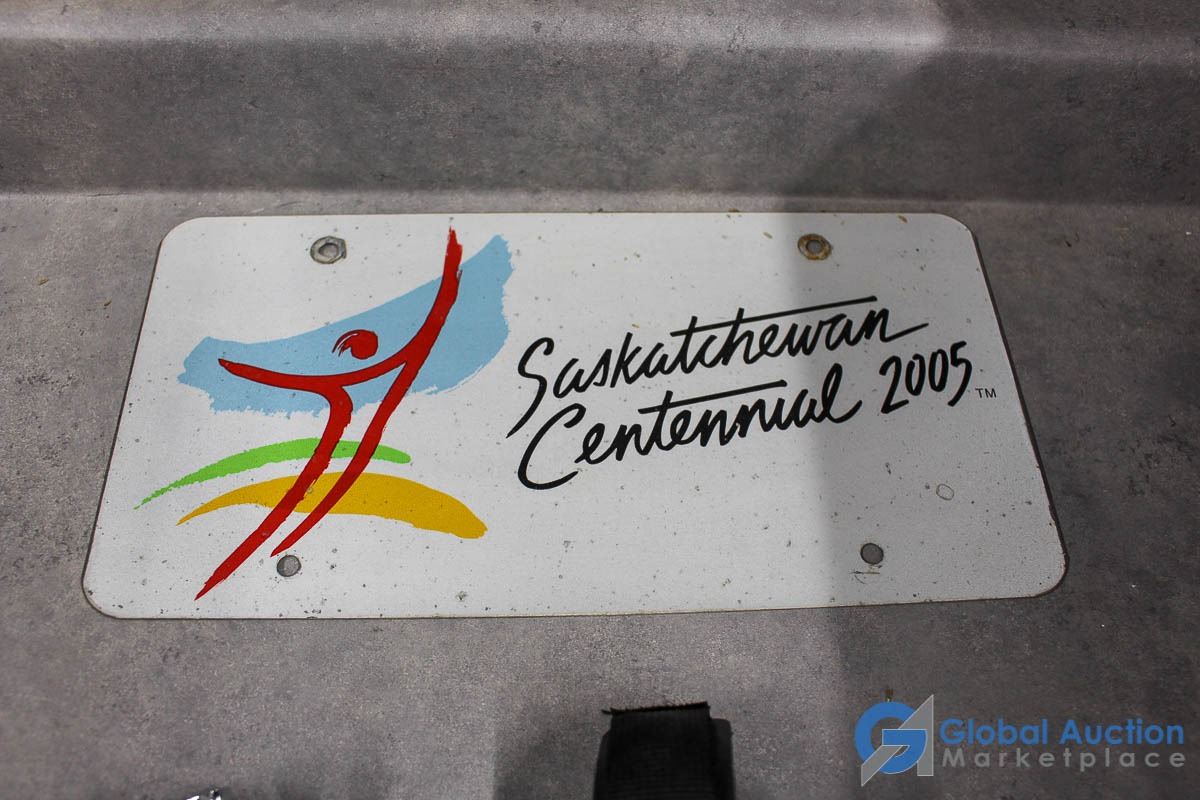 Saskatchewan
Centennial 2005 ™
Global Auction
Marketplace